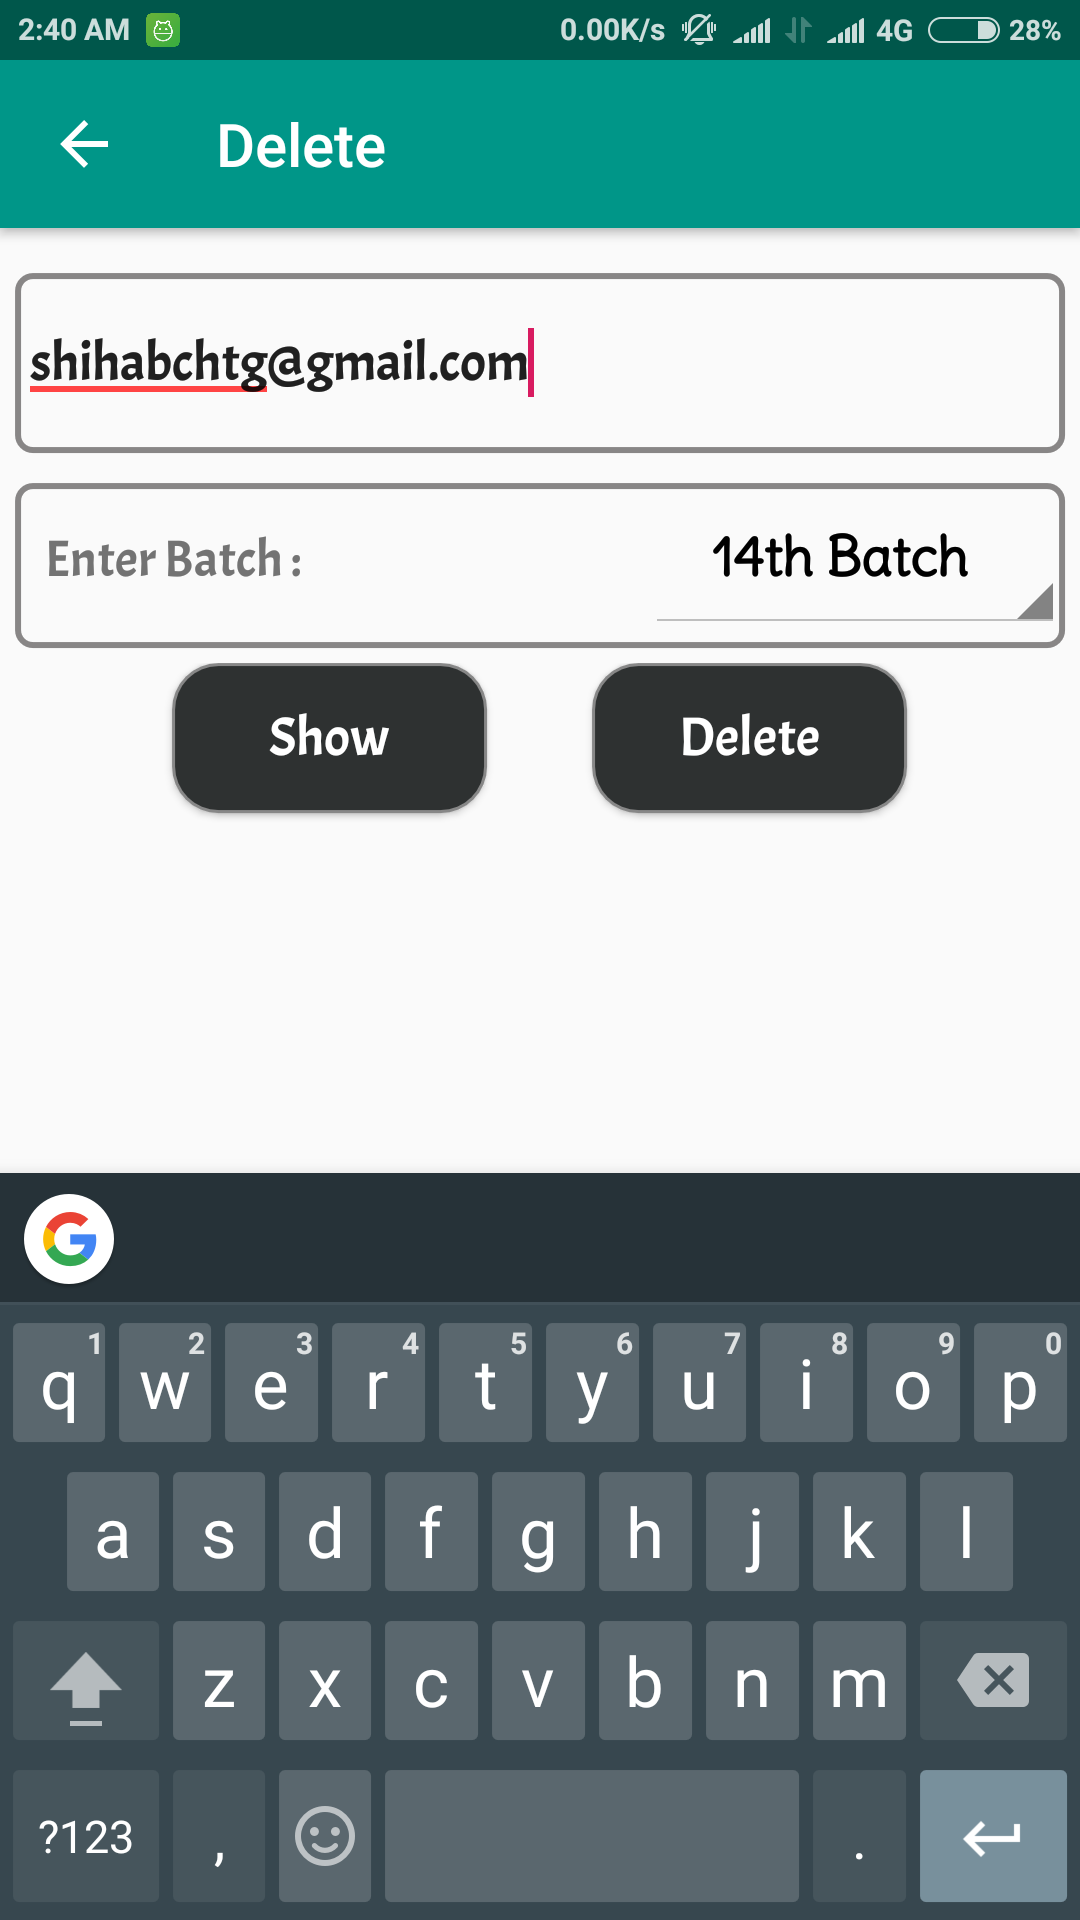 2:40 AM 0.00K/s 4G 28%
Delete
shihabchtg@gmail.com
Enter Batch : 14th Batch
Show Delete
G
1 2 3 4 5 6 7 8 9 0
q w e r t y u i o p
a s d f g h j k l
z x c v b n m
?123 , .